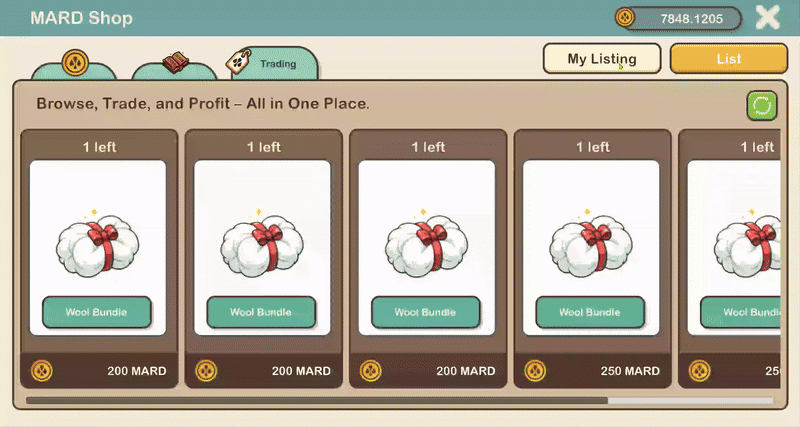 MARD Shop
7848.1205
Trading
My Listing
List
Browse, Trade, and Profit – All in One Place.
1 left
1 left
1 left
1 left
1 left
Wool Bundle
Wool Bundle
Wool Bundle
Wool Bundle
Wool Bun
200 MARD
200 MARD
200 MARD
250 MARD
25